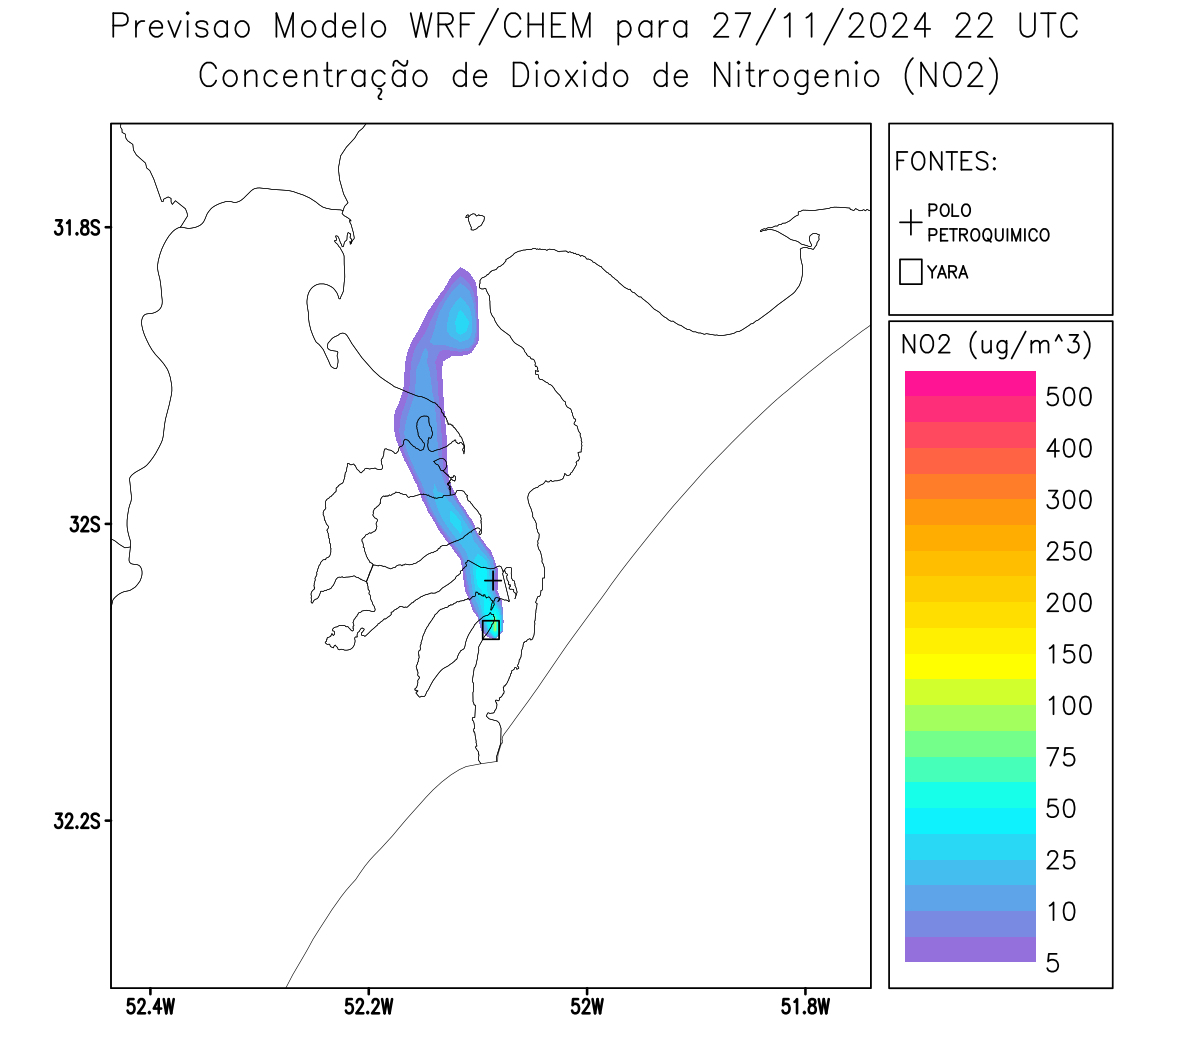 Previsao Modelo WRF/CHEM para 27/11/2024 22 UTC
Concentração de Dioxido de Nitrogenio (NO2)
FONTES:
POLO
PETROQUIMICO
YARA
NO2 (ug/m^3)
500
400
300
250
200
150
100
75
50
25
10
5
31.8S
32S
32.2S
52.4W
52.2W
52W
51.8W